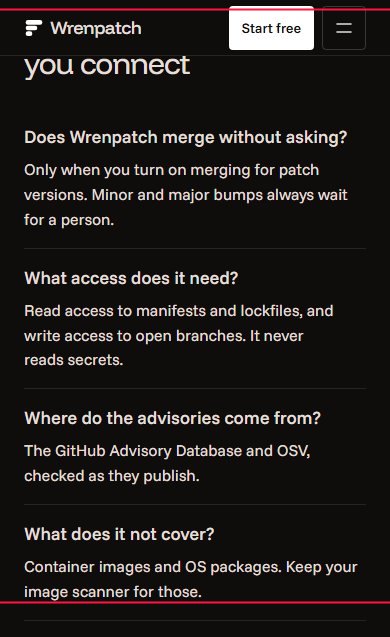 Wrenpatch
Start free
you connect
Does Wrenpatch merge without asking?
Only when you turn on merging for patch
versions. Minor and major bumps always wait
for a person.
What access does it need?
Read access to manifests and lockfiles, and
write access to open branches. It never
reads secrets.
Where do the advisories come from?
The GitHub Advisory Database and OSV,
checked as they publish.
What does it not cover?
Container images and OS packages. Keep your
image scanner for those.